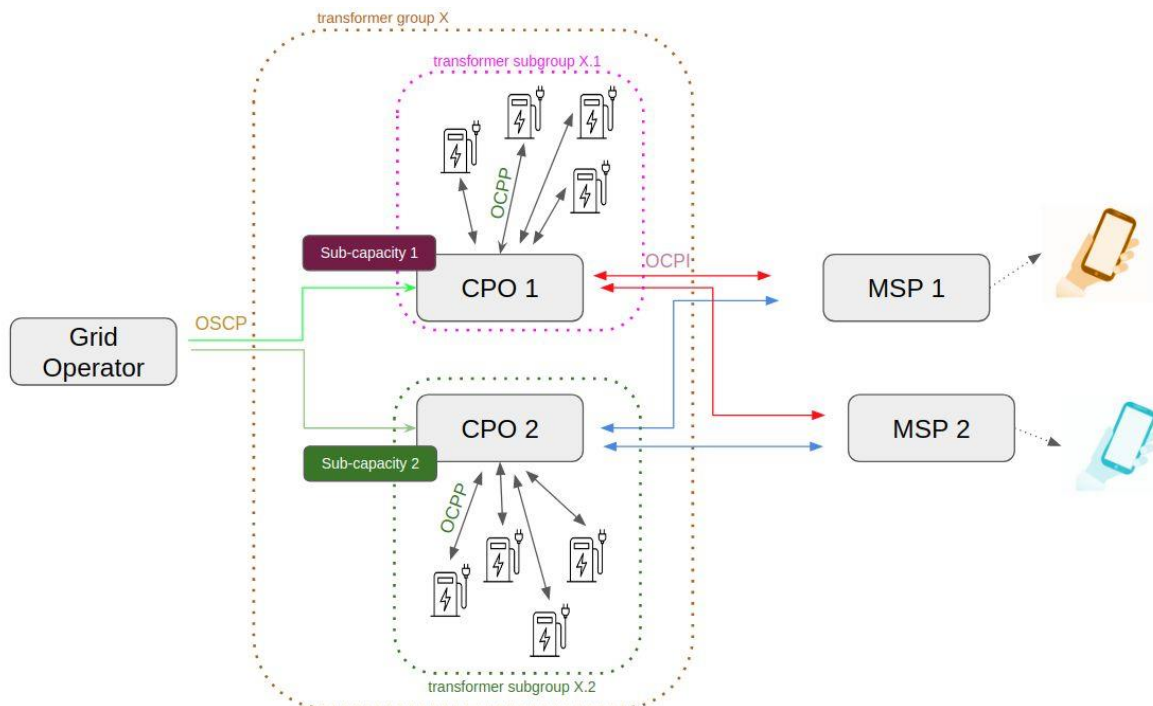 transformer group X
transformer subgroup X.1
OCPP
Sub-capacity 1
CPO 1
OCPI
MSP 1
OSCP
Grid
Operator
CPO 2
MSP 2
Sub-capacity 2
OCPP
transformer subgroup X.2